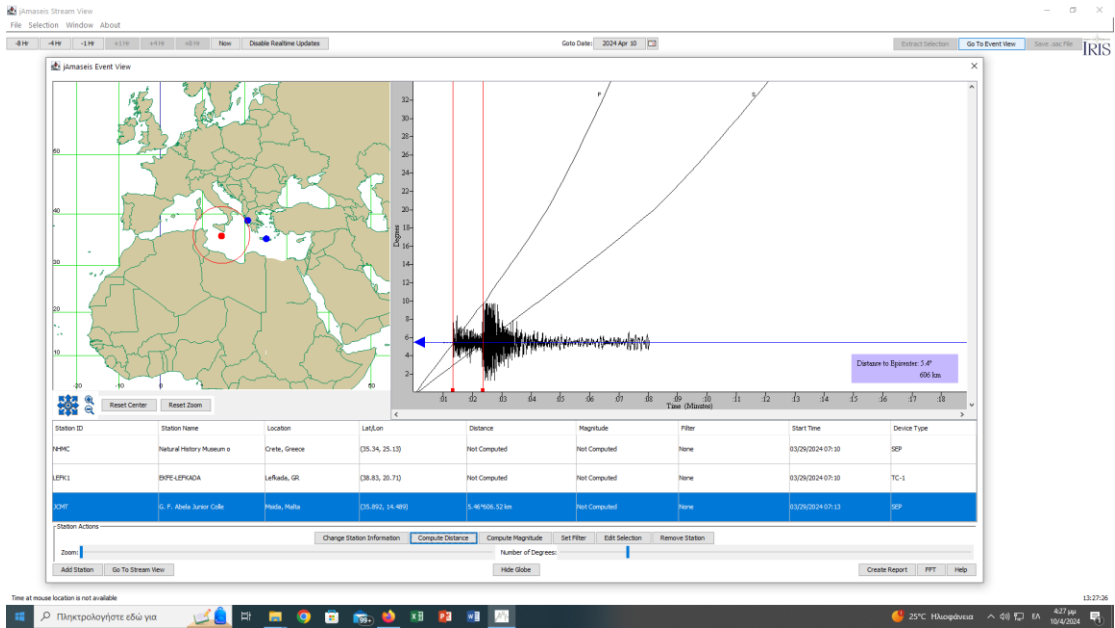 jAmaseis Stream View
File Selection Window About
-8 Hr -4 Hr -1 Hr +1 Hr +4 Hr +8 Hr Now Disable Realtime Updates Goto Date: 2024 Apr 10 Extract Selection Go To Event View Save .sac File IRIS
jAmaseis Event View
60
40
30
20
10
-20 -10 0 50
Degrees
32
28
26
24
22
20
18
16
14
12
10
8
6
4
2
P S
Distance to Epicenter: 5.4°
606 km
:01 :02 :03 :04 :05 :06 :07 :08 :09 :10 :11 :12 :13 :14 :15 :16 :17 :18
Time (Minutes)
Reset Center Reset Zoom
Station ID Station Name Location Lat/Lon Distance Magnitude Filter Start Time Device Type
NHMC Natural History Museum o Crete, Greece (35.34, 25.13) Not Computed Not Computed None 03/29/2024 07:10 SEP
LEFK1 EKFE-LEFKADA Lefkada, GR (38.83, 20.71) Not Computed Not Computed None 03/29/2024 07:10 TC-1
JCMT G. F. Abela Junior Colle Msida, Malta (35.892, 14.489) 5.46°606.52 km Not Computed None 03/29/2024 07:13 SEP
Station Actions
Change Station Information Compute Distance Compute Magnitude Set Filter Edit Selection Remove Station
Zoom: Number of Degrees:
Add Station Go To Stream View Hide Globe Create Report FFT Help
Time at mouse location is not available 13:27:26
Πληκτρολογήστε εδώ για 99+ 25°C Ηλιοφάνεια ΕΛ 4:27 μμ
10/4/2024